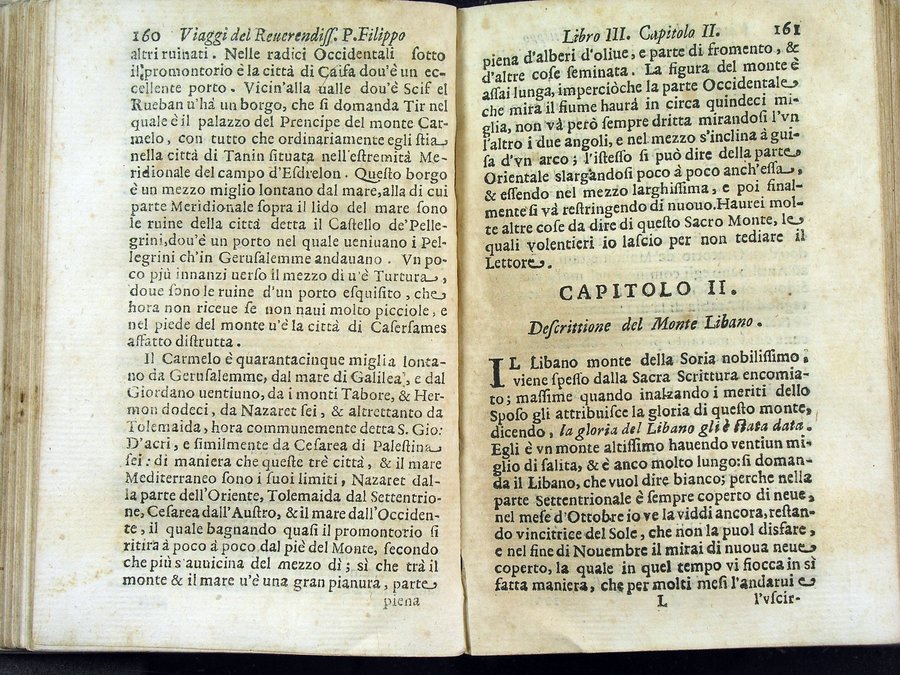 160 Viaggi del Reuerendiſſ. P. Filippo
altri ruinati. Nelle radici Occidentali ſotto
il promontorio è la città di Caifa dou'è un ec-
cellente porto. Vicin'alla ualle dou'è Scif el
Rueban u'hà un borgo, che ſi domanda Tir nel
quale è il palazzo del Prencipe del monte Car-
melo, con tutto che ordinariamente egli ſtia
nella città di Tanin ſituata nell'eſtremità Me-
ridionale del campo d'Eſdrelon. Queſto borgo
è un mezzo miglio lontano dal mare, alla di cui
parte Meridionale ſopra il lido del mare ſono
le ruine della città detta il Caſtello de'Pelle-
grini, dou'è un porto nel quale ueniuano i Pel-
legrini ch'in Geruſalemme andauano. Vn po-
co più innanzi uerſo il mezzo dì u'è Turtura,
doue ſono le ruine d'un porto eſquiſito, che
hora non riceue ſe non naui molto picciole, e
nel piede del monte u'è la città di Caſerſames
affatto diſtrutta.
Il Carmelo è quarantacinque miglia lonta-
no da Geruſalemme, dal mare di Galilea, e dal
Giordano uentiuno, da i monti Tabore, & Her-
mon dodeci, da Nazaret ſei, & altrettanto da
Tolemaida, hora communemente detta S. Gio:
D'acri, e ſimilmente da Ceſarea di Paleſtina
ſei: di maniera che queſte trè città, & il mare
Mediterraneo ſono i ſuoi limiti, Nazaret dal-
la parte dell'Oriente, Tolemaida dal Settentrio-
ne, Ceſarea dall'Auſtro, & il mare dall'Occiden-
te, il quale bagnando quaſi il promontorio ſi
ritira à poco à poco dal piè del Monte, ſecondo
che più s'auuicina del mezzo dì; sì che trà il
monte & il mare u'è una gran pianura, parte
piena
Libro III. Capitolo II. 161
piena d'alberi d'oliue, e parte di fromento, &
d'altre coſe ſeminata. La figura del monte è
aſſai lunga, imperciòche la parte Occidentale
che mira il fiume haurà in circa quindeci mi-
glia, non và però ſempre dritta mirandoſi l'vn
l'altro i due angoli, e nel mezzo s'inclina à gui-
ſa d'vn arco; l'iſteſſo ſi può dire della parte
Orientale slargandoſi poco à poco anch'eſſa,
& eſſendo nel mezzo larghiſſima, e poi final-
mente ſi và reſtringendo di nuouo. Haurei mol-
te altre coſe da dire di queſto Sacro Monte, le
quali volentieri io laſcio per non tediare il
Lettore.
CAPITOLO II.
Deſcrittione del Monte Libano.
IL Libano monte della Soria nobiliſſimo,
viene ſpeſſo dalla Sacra Scrittura encomia-
to; maſſime quando inalzando i meriti dello
Spoſo gli attribuiſce la gloria di queſto monte,
dicendo, la gloria del Libano gli è ſtata data.
Egli è vn monte altiſſimo hauendo ventiun mi-
glio di ſalita, & è anco molto lungo: ſi doman-
da il Libano, che vuol dire bianco; perche nella
parte Settentrionale è ſempre coperto di neue,
nel meſe d'Ottobre io ve la viddi ancora, reſtan-
do vincitrice del Sole, che non la puol disfare,
e nel fine di Nouembre il mirai di nuoua neue
coperto, la quale in quel tempo vi fiocca in sì
fatta maniera, che per molti meſi l'andarui e
L l'vſcir-